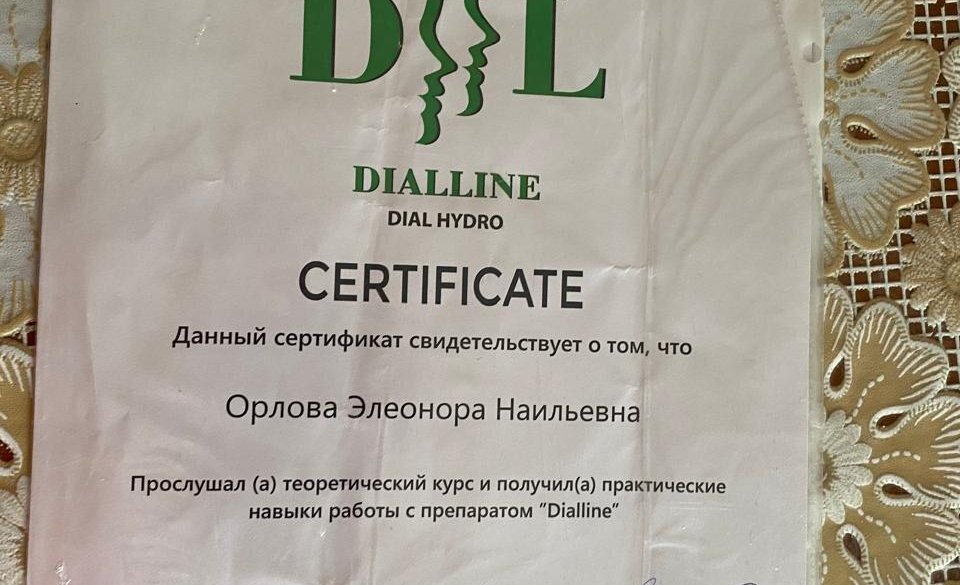 D L
DIALLINE
DIAL HYDRO
CERTIFICATE
Данный сертификат свидетельствует о том, что
Орлова Элеонора Наильевна
Прослушал (а) теоретический курс и получил(а) практические
навыки работы с препаратом ”Dialline”